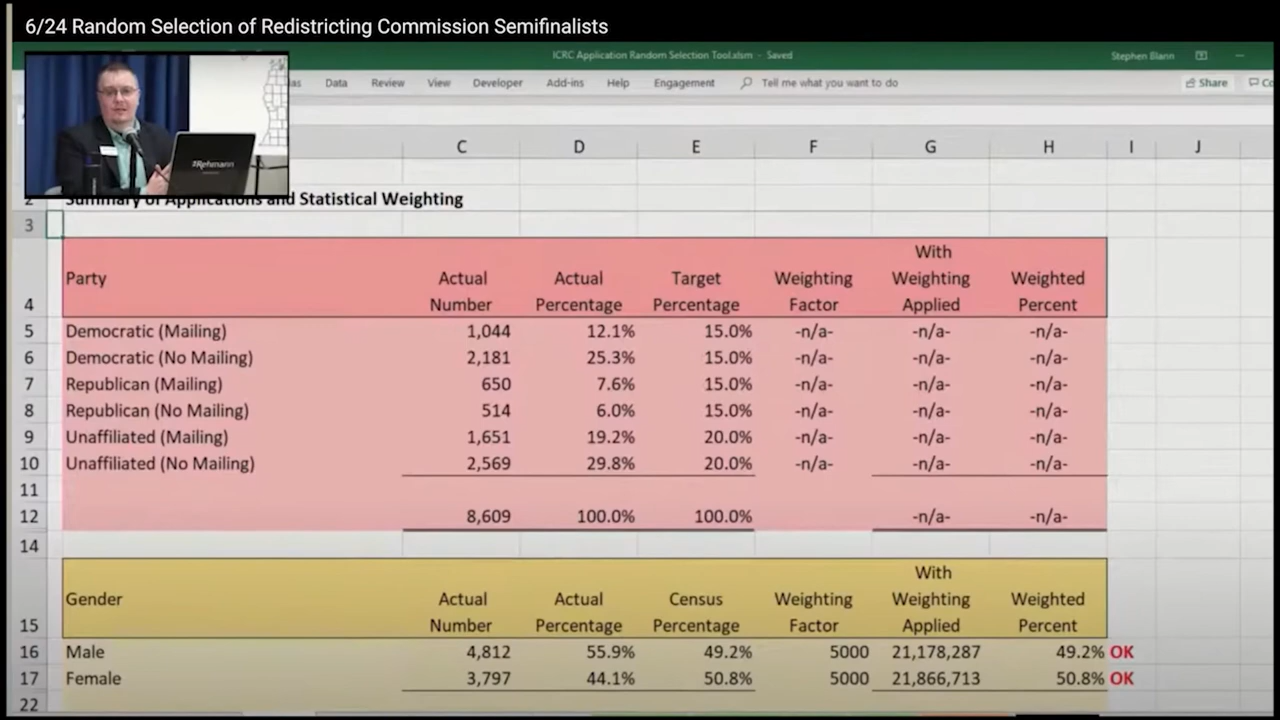 6/24 Random Selection of Redistricting Commission Semifinalists
ICRC Application Random Selection Tool.xlsm - Saved
Stephen Blann
Data Review View Developer Add-ins Help Engagement Tell me what you want to do Share
Rehmann
C D E F G H I J
2 Summary of Applications and Statistical Weighting
3
4 Party Actual Number Actual Percentage Target Percentage Weighting Factor With Weighting Applied Weighted Percent
5 Democratic (Mailing) 1,044 12.1% 15.0% -n/a- -n/a- -n/a-
6 Democratic (No Mailing) 2,181 25.3% 15.0% -n/a- -n/a- -n/a-
7 Republican (Mailing) 650 7.6% 15.0% -n/a- -n/a- -n/a-
8 Republican (No Mailing) 514 6.0% 15.0% -n/a- -n/a- -n/a-
9 Unaffiliated (Mailing) 1,651 19.2% 20.0% -n/a- -n/a- -n/a-
10 Unaffiliated (No Mailing) 2,569 29.8% 20.0% -n/a- -n/a- -n/a-
11
12 8,609 100.0% 100.0% -n/a- -n/a-
14
15 Gender Actual Number Actual Percentage Census Percentage Weighting Factor With Weighting Applied Weighted Percent
16 Male 4,812 55.9% 49.2% 5000 21,178,287 49.2% OK
17 Female 3,797 44.1% 50.8% 5000 21,866,713 50.8% OK
22